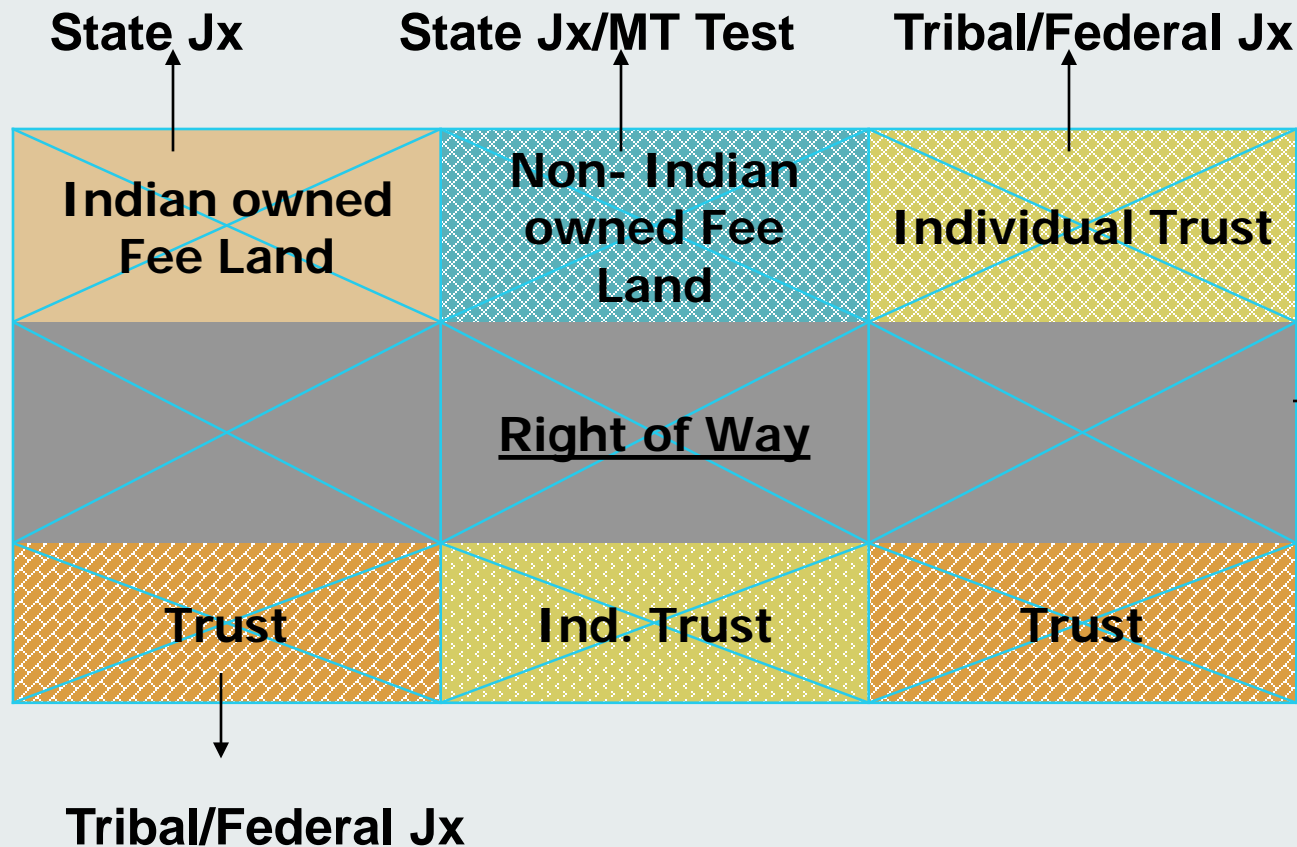 State Jx
State Jx/MT Test
Tribal/Federal Jx
Indian owned
Fee Land
Non- Indian
owned Fee
Land
Individual Trust
Right of Way
Trust
Ind. Trust
Trust
Tribal/Federal Jx